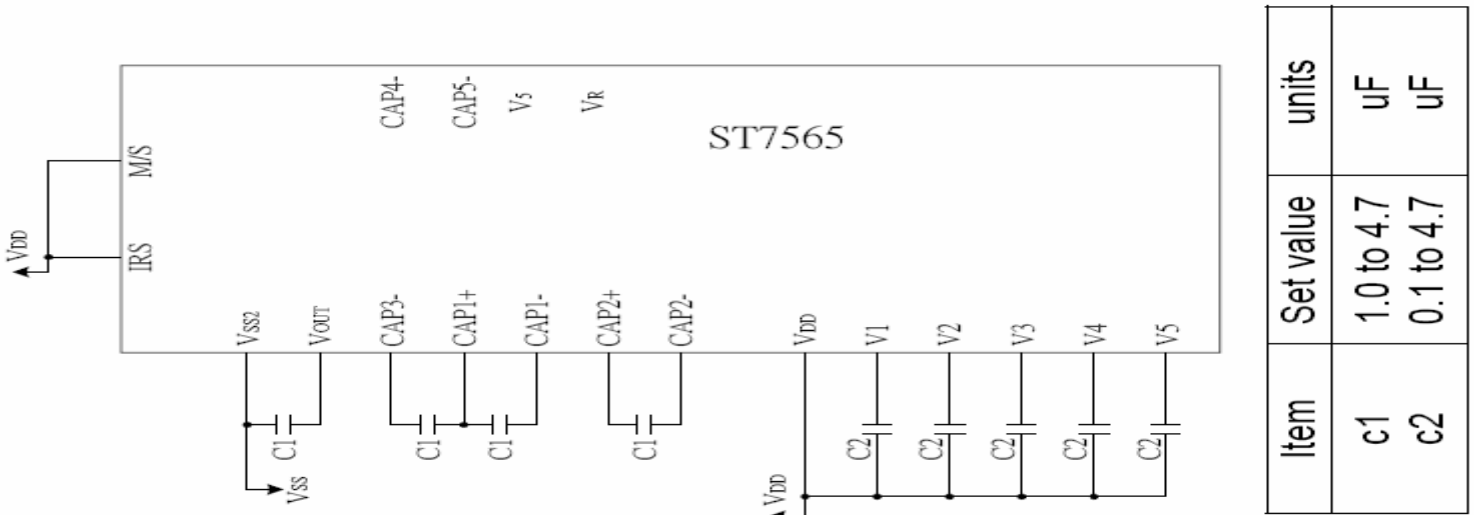 ST7565
CAP4-
CAP5-
V5
VR
M/S
VDD
IRS
VSS2
VOUT
CAP3-
CAP1+
CAP1-
CAP2+
CAP2-
VDD
V1
V2
V3
V4
V5
C1
C1
C1
C1
C2
C2
C2
C2
C2
VSS
VDD
Item Set value units
c1 1.0 to 4.7 uF
c2 0.1 to 4.7 uF